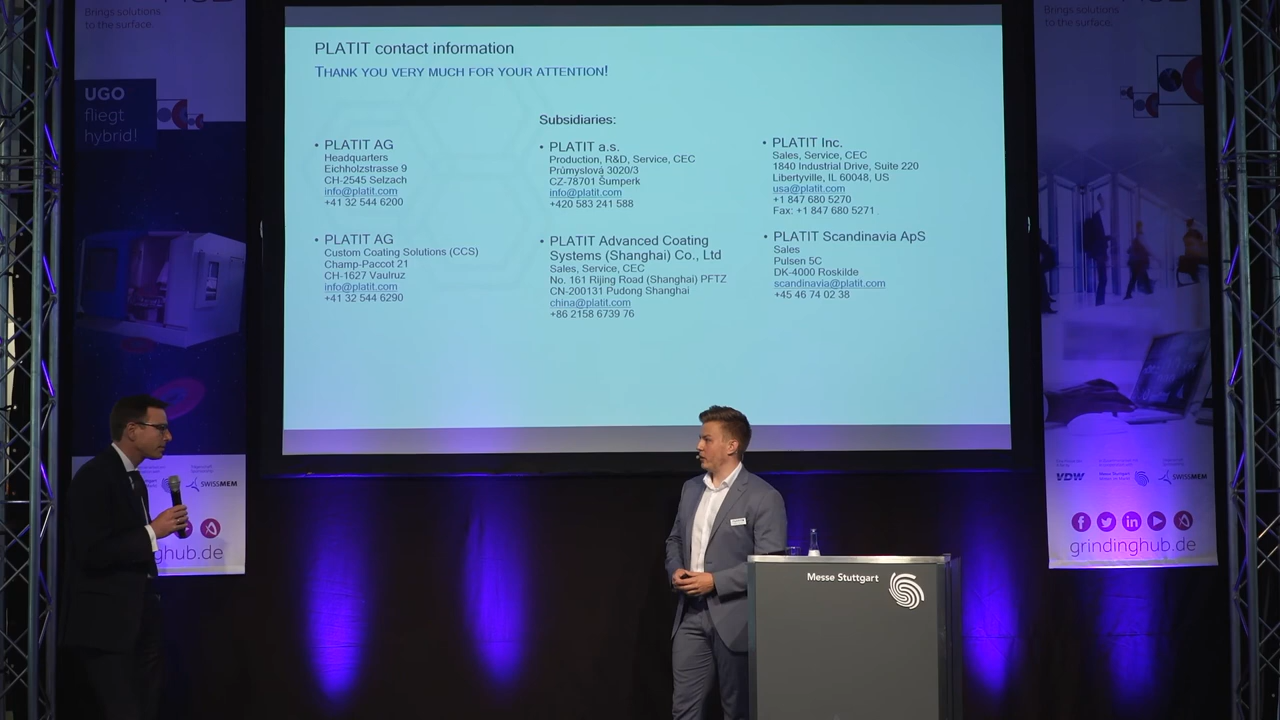 Brings solutions
to the surface.
UGO
fliegt
hybrid!
PLATIT contact information
THANK YOU VERY MUCH FOR YOUR ATTENTION!
• PLATIT AG
Headquarters
Eichholzstrasse 9
CH-2545 Selzach
info@platit.com
+41 32 544 6200
• PLATIT AG
Custom Coating Solutions (CCS)
Champ-Paccot 21
CH-1627 Vaulruz
info@platit.com
+41 32 544 6290
Subsidiaries:
• PLATIT a.s.
Production, R&D, Service, CEC
Průmyslová 3020/3
CZ-78701 Šumperk
info@platit.com
+420 583 241 588
• PLATIT Advanced Coating
Systems (Shanghai) Co., Ltd
Sales, Service, CEC
No. 161 Rijing Road (Shanghai) PFTZ
CN-200131 Pudong Shanghai
china@platit.com
+86 2158 6739 76
• PLATIT Inc.
Sales, Service, CEC
1840 Industrial Drive, Suite 220
Libertyville, IL 60048, US
usa@platit.com
+1 847 680 5270
Fax: +1 847 680 5271
• PLATIT Scandinavia ApS
Sales
Pulsen 5C
DK-4000 Roskilde
scandinavia@platit.com
+45 46 74 02 38
Brings solutions
to the surface.
SWISSMEM
ghub.de
VDW
SWISSMEM
grindinghub.de
Messe Stuttgart